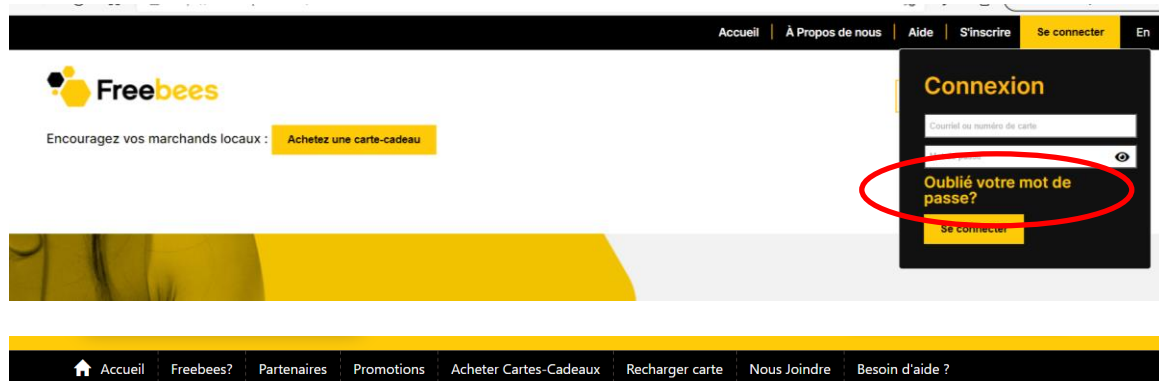 Accueil À Propos de nous Aide S'inscrire Se connecter En
Freebees
Encouragez vos marchands locaux : Achetez une carte-cadeau
Connexion
Courriel ou numéro de carte
Oublié votre mot de
passe?
Se connecter
Accueil Freebees? Partenaires Promotions Acheter Cartes-Cadeaux Recharger carte Nous Joindre Besoin d'aide ?